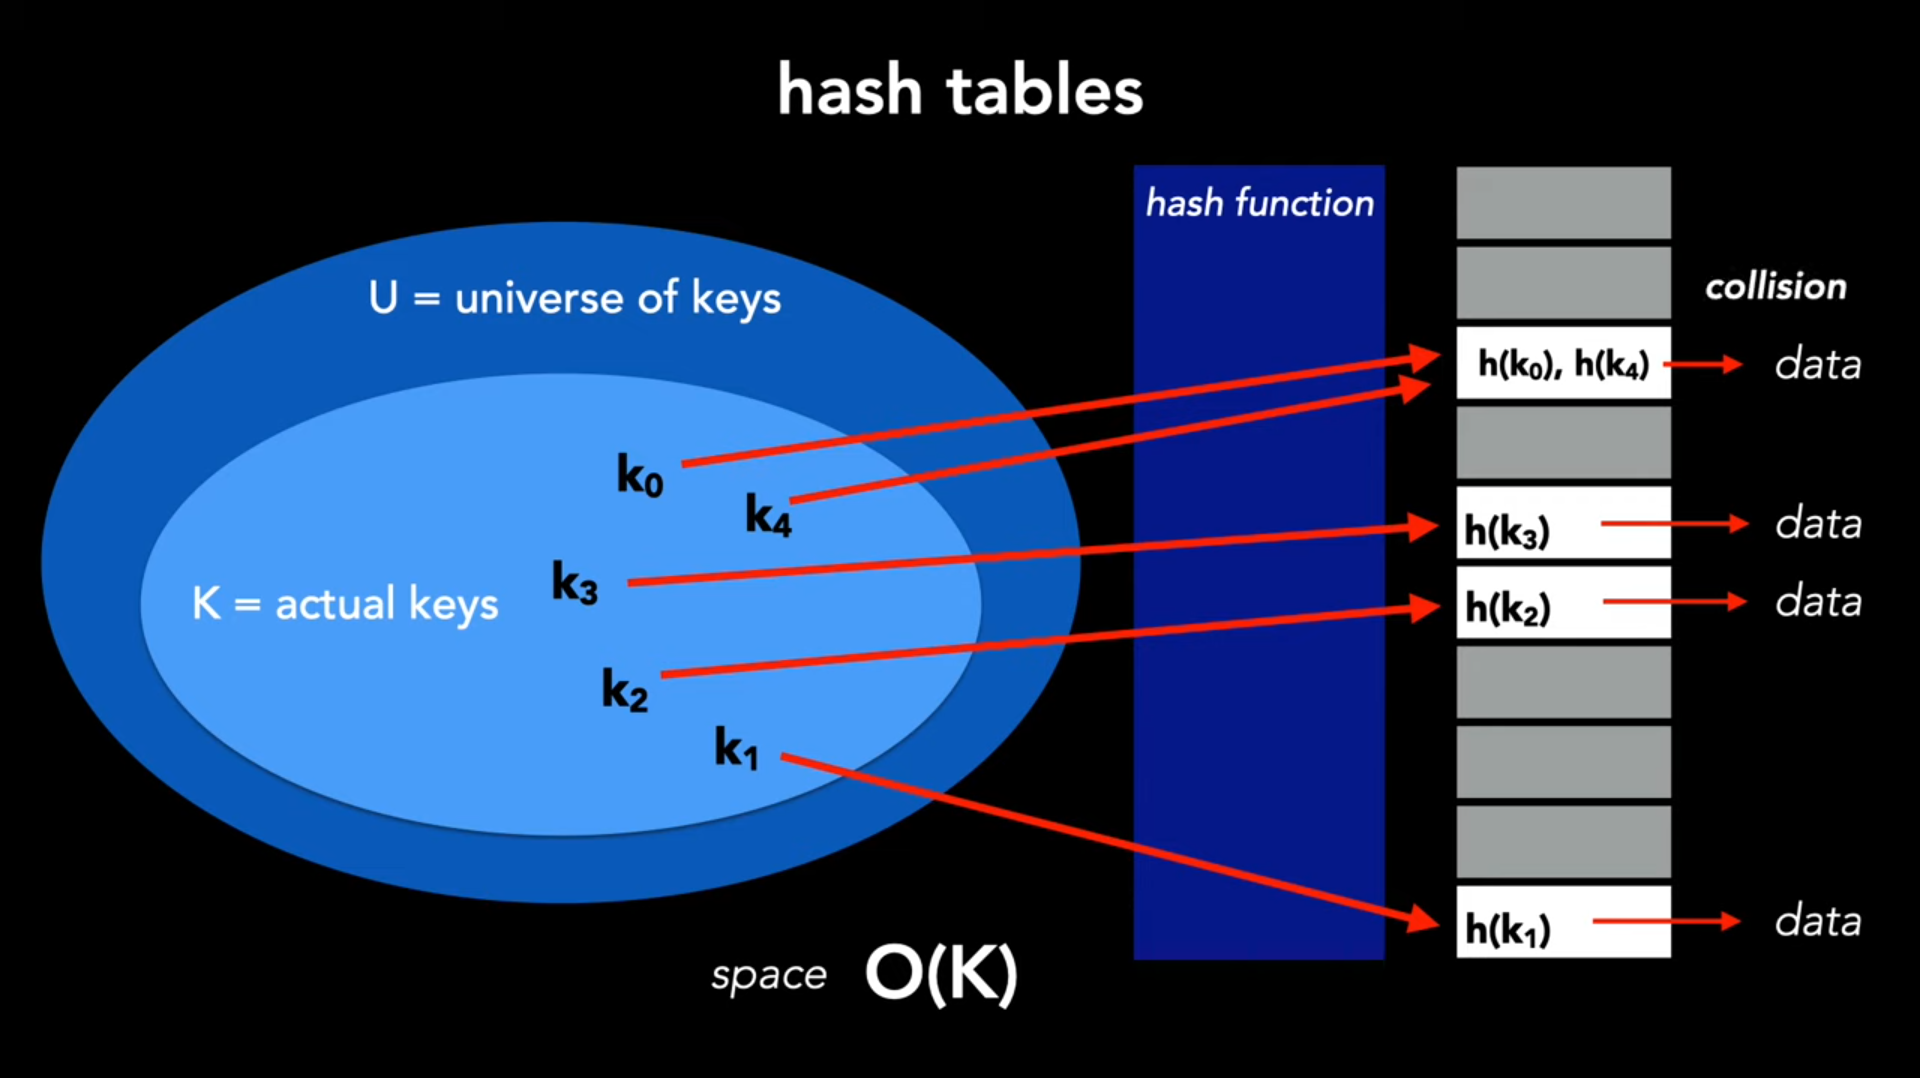 hash tables
hash function
U = universe of keys
collision
h(k₀), h(k₄)
data
k₀
k₄
h(k₃)
data
k₃
K = actual keys
h(k₂)
data
k₂
k₁
h(k₁)
data
space O(K)